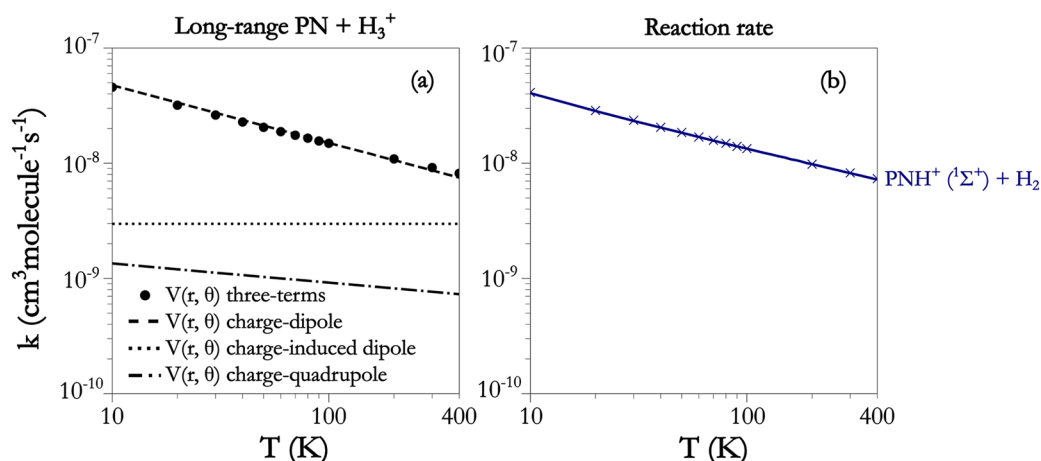 Long-range PN + H₃⁺
Reaction rate
k (cm³molecule⁻¹s⁻¹)
10⁻⁷
10⁻⁸
10⁻⁹
10⁻¹⁰
(a)
V(r, θ) three-terms
V(r, θ) charge-dipole
V(r, θ) charge-induced dipole
V(r, θ) charge-quadrupole
10 100 400
T (K)
10⁻⁷
10⁻⁸
10⁻⁹
10⁻¹⁰
(b)
PNH⁺ (¹Σ⁺) + H₂
10 100 400
T (K)